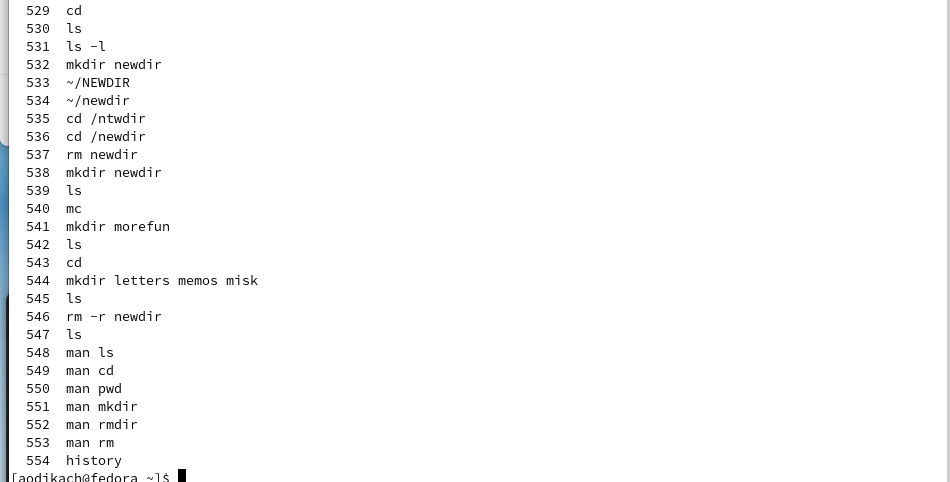 529 cd
530 ls
531 ls -l
532 mkdir newdir
533 ~/NEWDIR
534 ~/newdir
535 cd /ntwdir
536 cd /newdir
537 rm newdir
538 mkdir newdir
539 ls
540 mc
541 mkdir morefun
542 ls
543 cd
544 mkdir letters memos misk
545 ls
546 rm -r newdir
547 ls
548 man ls
549 man cd
550 man pwd
551 man mkdir
552 man rmdir
553 man rm
554 history
[aodikach@fedora ~]$